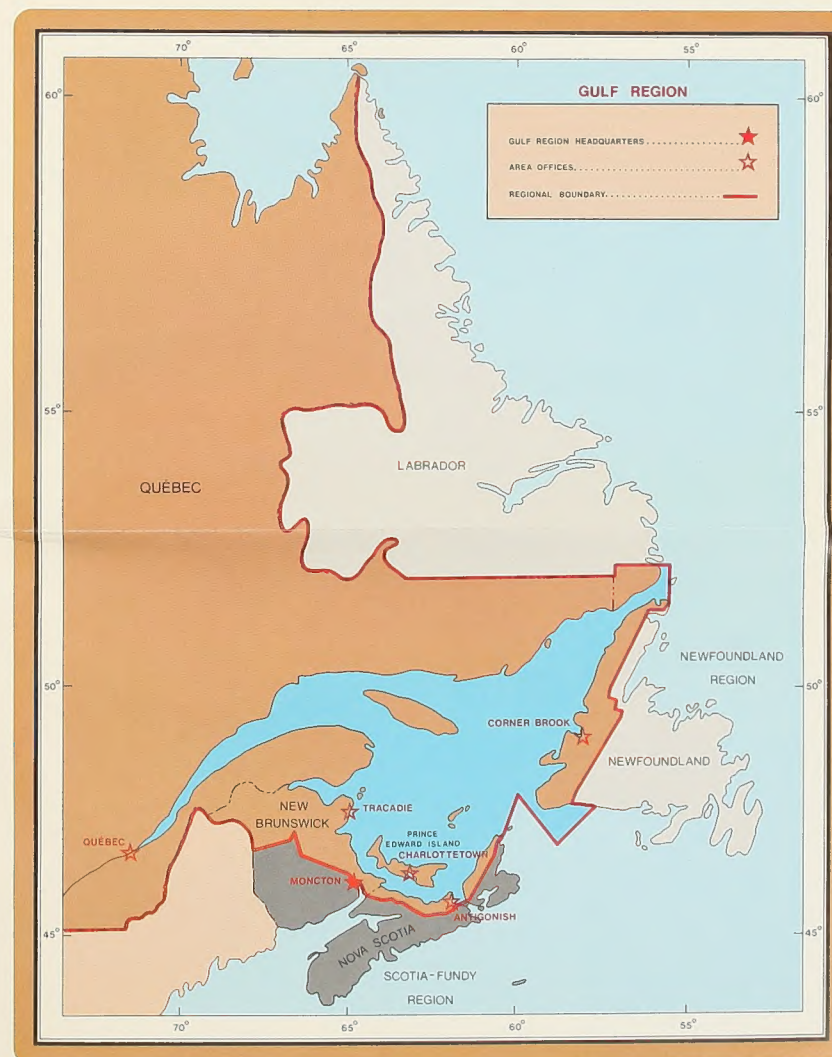 70°
65°
60°
55°
60°
60°
GULF REGION
GULF REGION HEADQUARTERS
AREA OFFICES
REGIONAL BOUNDARY
55°
55°
LABRADOR
QUÉBEC
50°
50°
NEWFOUNDLAND
REGION
CORNER BROOK
NEWFOUNDLAND
NEW
BRUNSWICK
TRACADIE
QUÉBEC
PRINCE
EDWARD ISLAND
CHARLOTTETOWN
MONCTON
ANTIGONISH
45°
45°
NOVA SCOTIA
SCOTIA-FUNDY
REGION
70°
65°
60°
55°